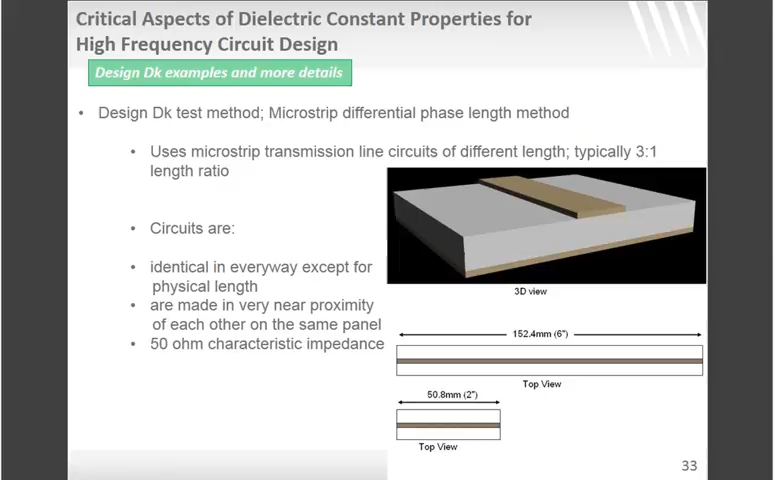 Critical Aspects of Dielectric Constant Properties for
High Frequency Circuit Design
Design Dk examples and more details
• Design Dk test method; Microstrip differential phase length method
• Uses microstrip transmission line circuits of different length; typically 3:1
length ratio
• Circuits are:
• identical in everyway except for
physical length
• are made in very near proximity
of each other on the same panel
• 50 ohm characteristic impedance
3D view
152.4mm (6")
Top View
50.8mm (2")
Top View
33